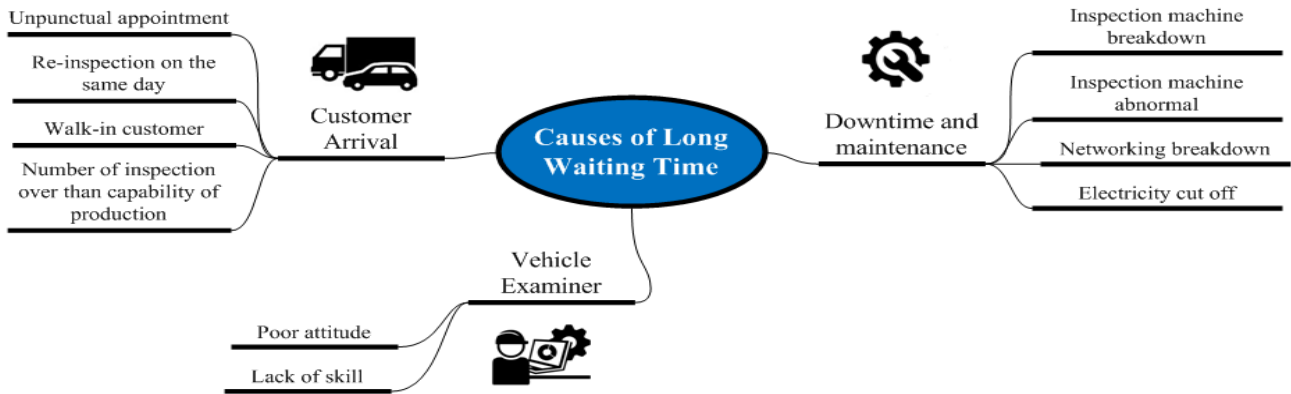 Unpunctual appointment
Re-inspection on the
same day
Walk-in customer
Number of inspection
over than capability of
production
Customer
Arrival
Causes of Long
Waiting Time
Downtime and
maintenance
Inspection machine
breakdown
Inspection machine
abnormal
Networking breakdown
Electricity cut off
Vehicle
Examiner
Poor attitude
Lack of skill